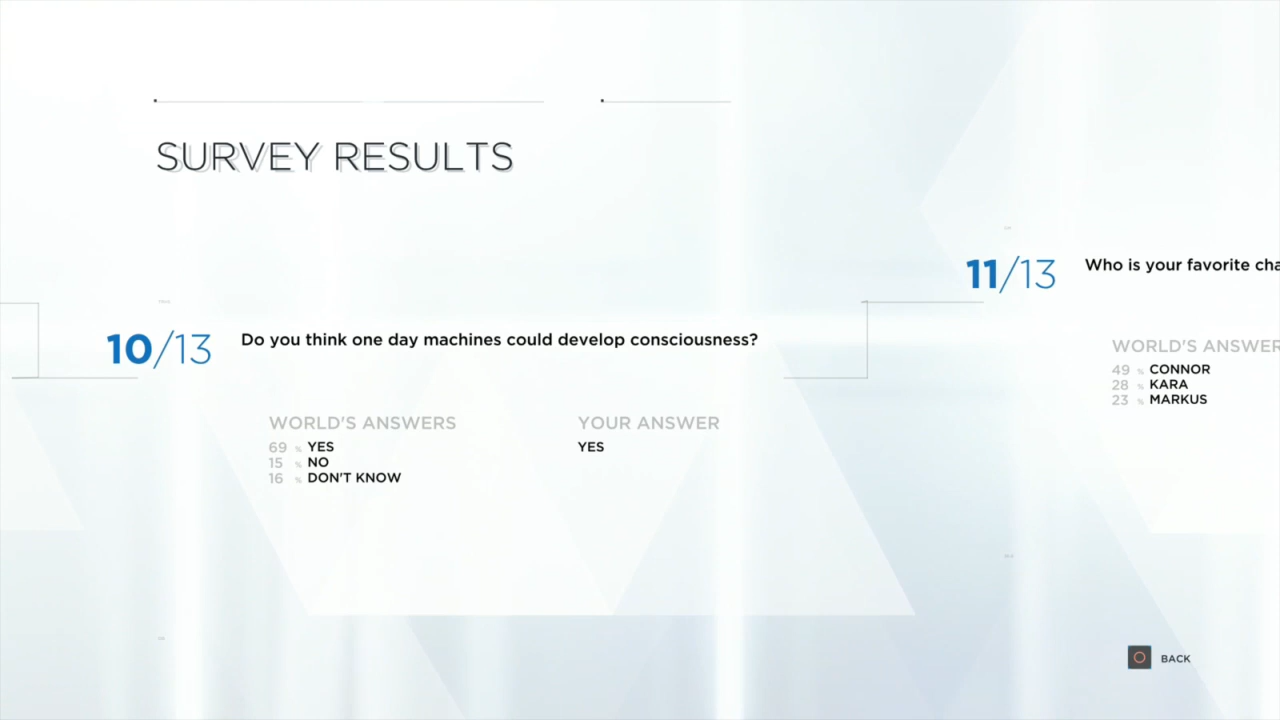 SURVEY RESULTS
10/13
Do you think one day machines could develop consciousness?
WORLD'S ANSWERS
69 % YES
15 % NO
16 % DON'T KNOW
YOUR ANSWER
YES
11/13
Who is your favorite cha
WORLD'S ANSWER
49 % CONNOR
28 % KARA
23 % MARKUS
BACK